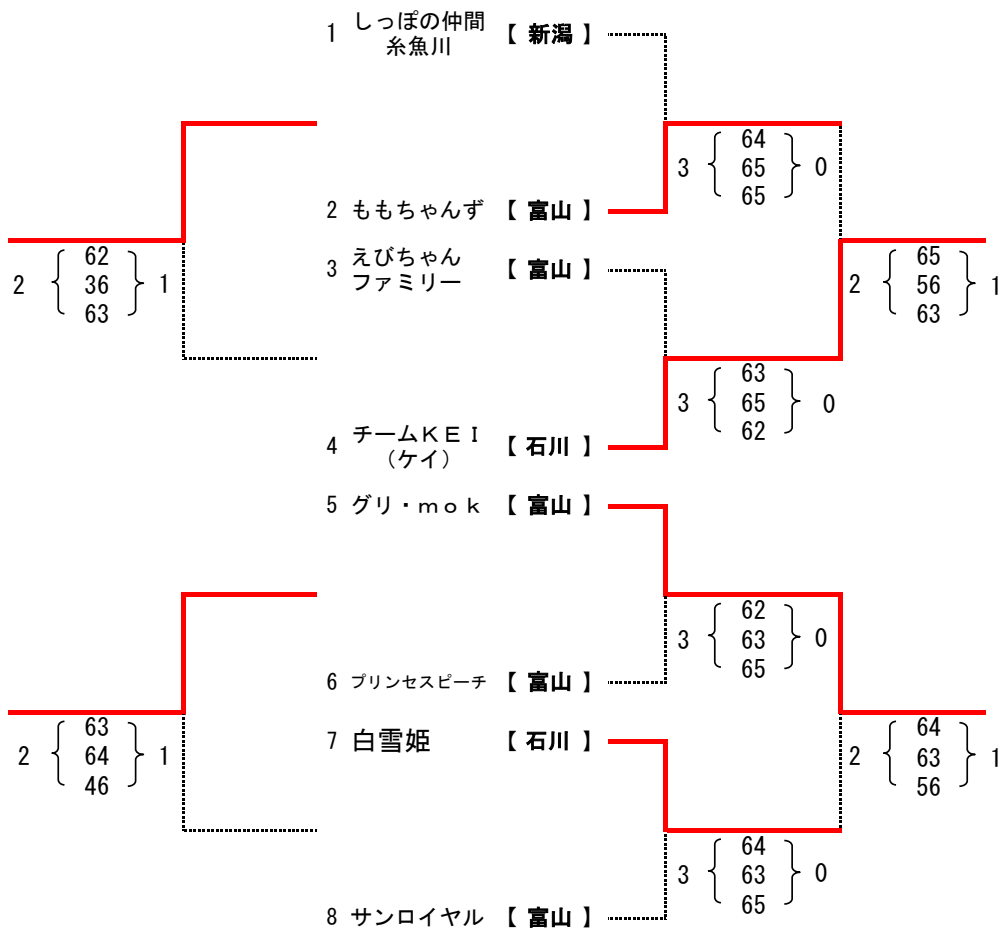 1 しっぽの仲間 糸魚川 【 新潟 】
64
3 65 0
65
2 ももちゃんず 【 富山 】
3 えびちゃん ファミリー 【 富山 】
62
2 36 1
63
65
2 56 1
63
63
3 65 0
62
4 チームＫＥＩ （ケイ） 【 石川 】
5 グリ・ｍｏｋ 【 富山 】
62
3 63 0
65
6 プリンセスピーチ 【 富山 】
7 白雪姫 【 石川 】
63
2 64 1
46
64
2 63 1
56
64
3 63 0
65
8 サンロイヤル 【 富山 】